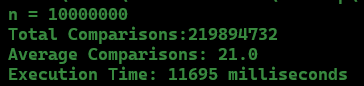 n = 10000000
Total Comparisons:219894732
Average Comparisons: 21.0
Execution Time: 11695 milliseconds